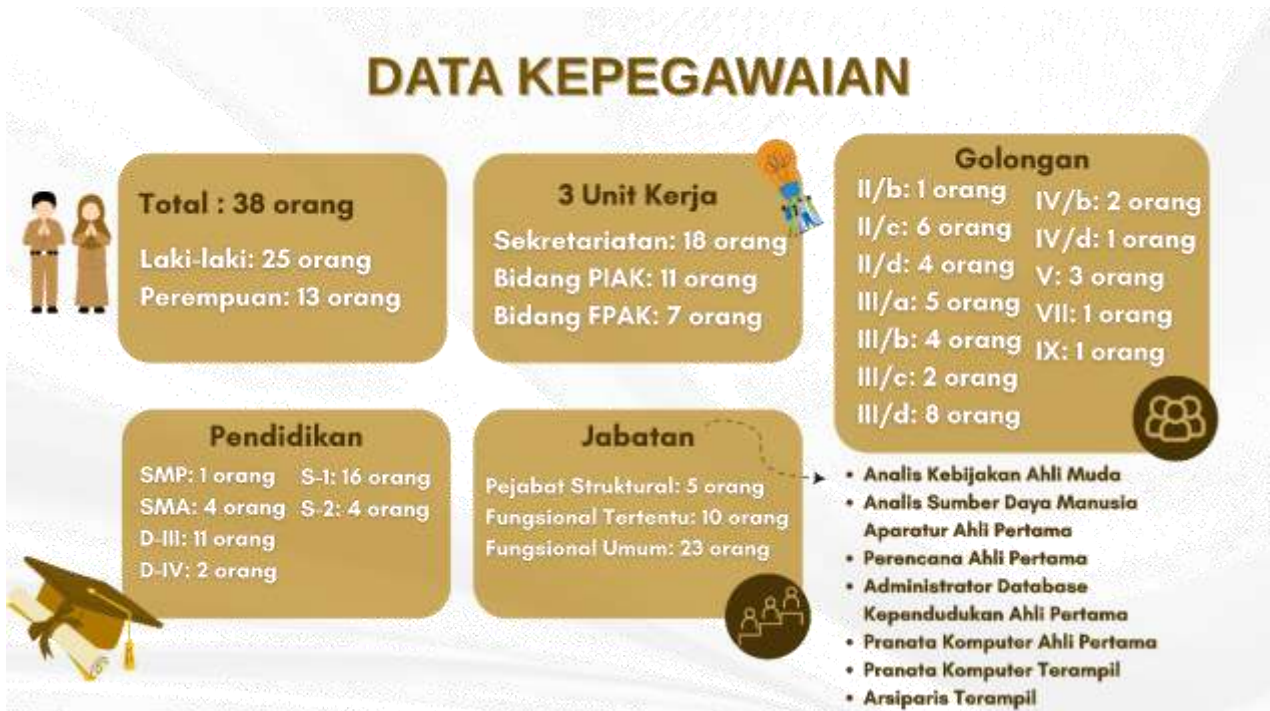 DATA KEPEGAWAIAN
Total : 38 orang
Laki-laki: 25 orang
Perempuan: 13 orang
3 Unit Kerja
Sekretariatan: 18 orang
Bidang PIAK: 11 orang
Bidang FPAK: 7 orang
Golongan
II/b: 1 orang
II/c: 6 orang
II/d: 4 orang
III/a: 5 orang
III/b: 4 orang
III/c: 2 orang
III/d: 8 orang
IV/b: 2 orang
IV/d: 1 orang
V: 3 orang
VII: 1 orang
IX: 1 orang
Pendidikan
SMP: 1 orang
SMA: 4 orang
D-III: 11 orang
D-IV: 2 orang
S-1: 16 orang
S-2: 4 orang
Jabatan
Pejabat Struktural: 5 orang
Fungsional Tertentu: 10 orang
Fungsional Umum: 23 orang
• Analis Kebijakan Ahli Muda
• Analis Sumber Daya Manusia
Aparatur Ahli Pertama
• Perencana Ahli Pertama
• Administrator Database
Kependudukan Ahli Pertama
• Pranata Komputer Ahli Pertama
• Pranata Komputer Terampil
• Arsiparis Terampil